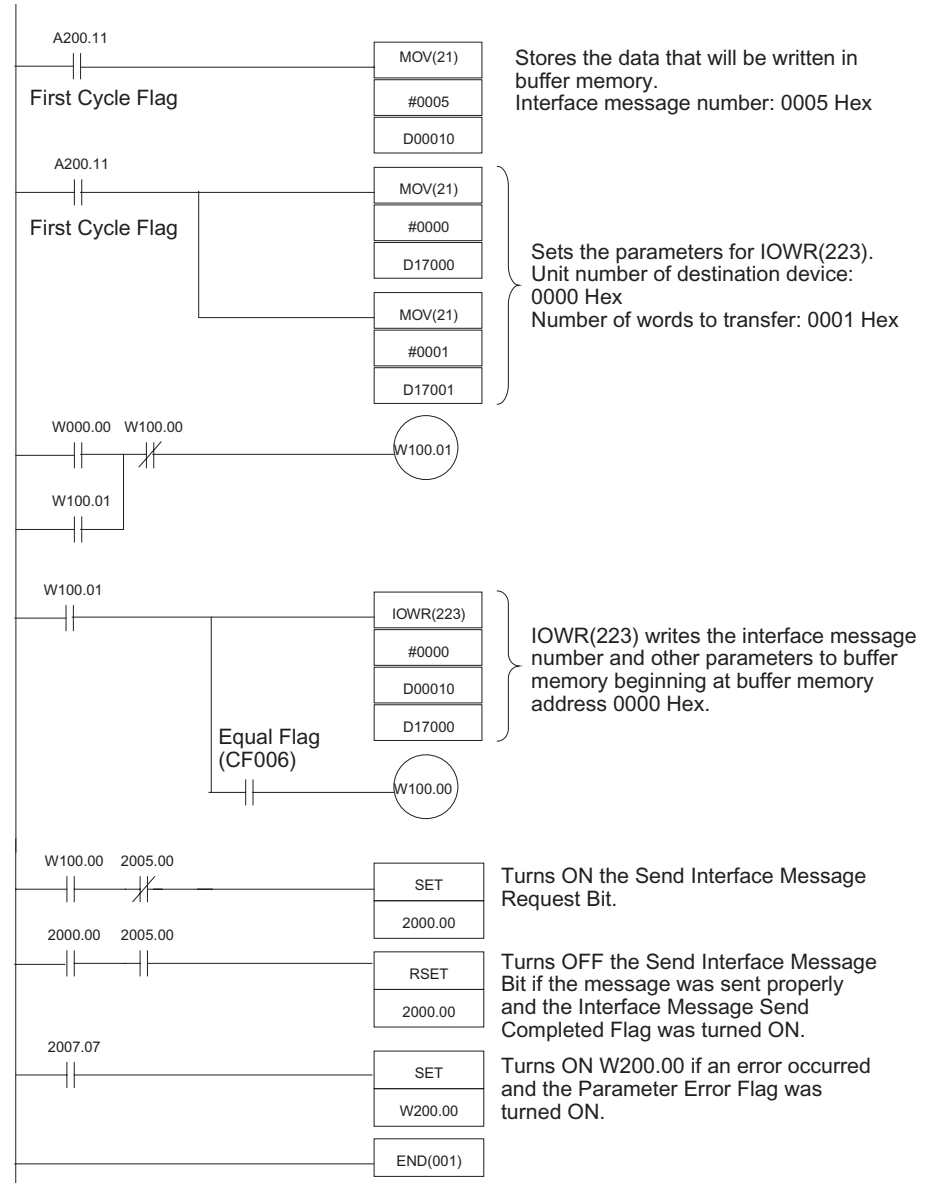 A200.11
First Cycle Flag
MOV(21)
#0005
D00010
Stores the data that will be written in
buffer memory.
Interface message number: 0005 Hex
A200.11
First Cycle Flag
MOV(21)
#0000
D17000
MOV(21)
#0001
D17001
Sets the parameters for IOWR(223).
Unit number of destination device:
0000 Hex
Number of words to transfer: 0001 Hex
W000.00 W100.00
W100.01
W100.01
W100.01
IOWR(223)
#0000
D00010
D17000
IOWR(223) writes the interface message
number and other parameters to buffer
memory beginning at buffer memory
address 0000 Hex.
Equal Flag
(CF006)
W100.00
W100.00 2005.00
SET
2000.00
Turns ON the Send Interface Message
Request Bit.
2000.00 2005.00
RSET
2000.00
Turns OFF the Send Interface Message
Bit if the message was sent properly
and the Interface Message Send
Completed Flag was turned ON.
2007.07
SET
W200.00
Turns ON W200.00 if an error occurred
and the Parameter Error Flag was
turned ON.
END(001)